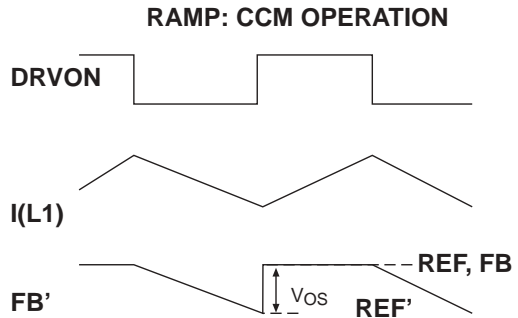 RAMP: CCM OPERATION
DRVON
I(L1)
REF, FB
FB'
VOS
REF'